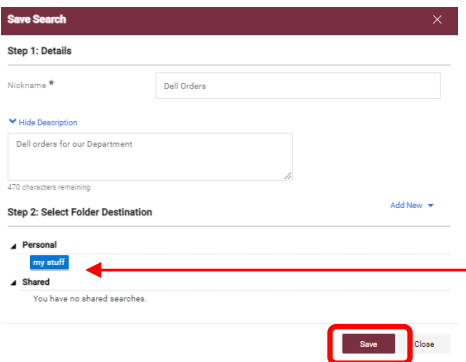 Save Search
Step 1: Details
Nickname * Dell Orders
Hide Description
Dell orders for our Department
470 characters remaining
Step 2: Select Folder Destination Add New
Personal
my stuff
Shared
You have no shared searches.
Save Close